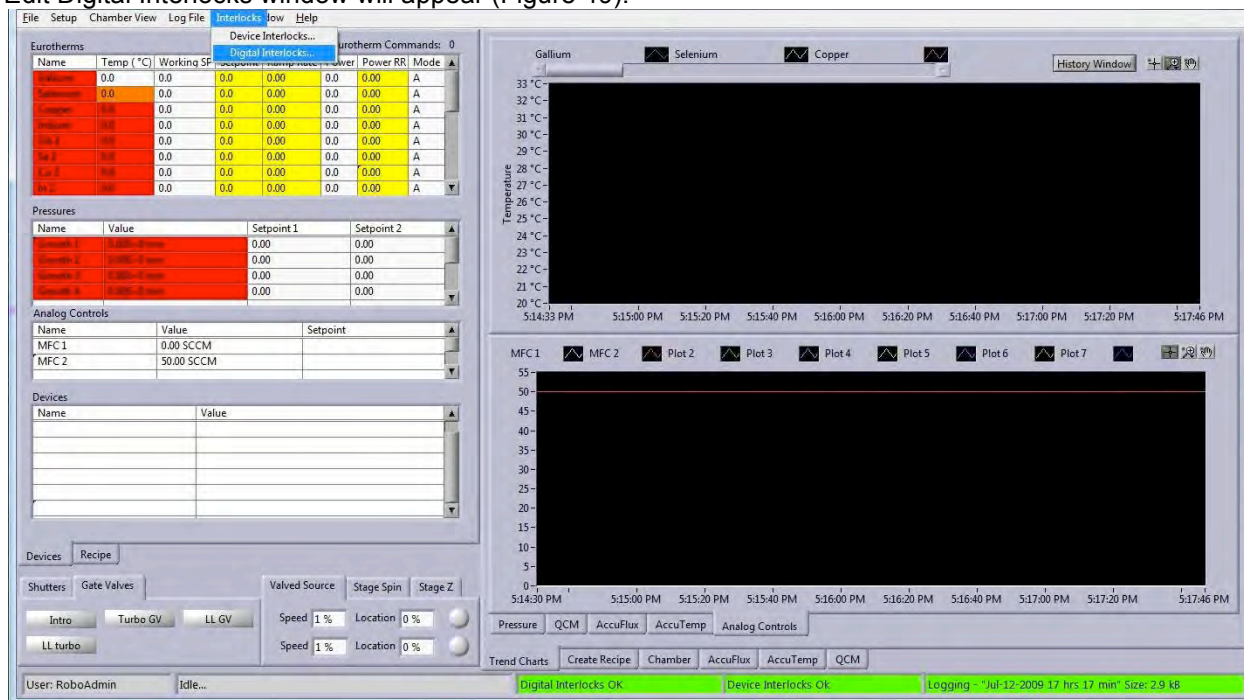 Edit Digital Interlocks window will appear (Figure
File Setup Chamber View Log File Interlocks Help
Device Interlocks...
Digital Interlocks...
Eurotherms Commands: 0
Name Temp (°C) Working SP Power Power RR Mode
0.0 0.0 0.0 0.00 0.0 0.00 A
0.0 0.0 0.0 0.00 0.0 0.00 A
0.0 0.0 0.00 0.0 0.00 A
0.0 0.0 0.00 0.0 0.00 A
0.0 0.0 0.00 0.0 0.00 A
0.0 0.0 0.00 0.0 0.00 A
0.0 0.0 0.00 0.0 0.00 A
0.0 0.0 0.00 0.0 0.00 A
Pressures
Name Value Setpoint 1 Setpoint 2
0.00 0.00
0.00 0.00
0.00 0.00
0.00 0.00
Analog Controls
Name Value Setpoint
MFC 1 0.00 SCCM
MFC 2 50.00 SCCM
Devices
Name Value
Devices Recipe
Shutters Gate Valves
Intro Turbo GV LL GV
LL turbo
Valved Source Stage Spin Stage Z
Speed 1 % Location 0 %
Speed 1 % Location 0 %
Gallium Selenium Copper
History Window
Temperature
33 °C
32 °C
31 °C
30 °C
29 °C
28 °C
27 °C
26 °C
25 °C
24 °C
23 °C
22 °C
21 °C
20 °C
5:14:33 PM 5:15:00 PM 5:15:20 PM 5:15:40 PM 5:16:00 PM 5:16:20 PM 5:16:40 PM 5:17:00 PM 5:17:20 PM 5:17:46 PM
MFC 1 MFC 2 Plot 2 Plot 3 Plot 4 Plot 5 Plot 6 Plot 7
55
50
45
40
35
30
25
20
15
10
5
0
5:14:30 PM 5:15:00 PM 5:15:20 PM 5:15:40 PM 5:16:00 PM 5:16:20 PM 5:16:40 PM 5:17:00 PM 5:17:20 PM 5:17:46 PM
Pressure QCM AccuFlux AccuTemp Analog Controls
Trend Charts Create Recipe Chamber AccuFlux AccuTemp QCM
User: RoboAdmin Idle... Digital Interlocks OK Device Interlocks Ok Logging - "Jul-12-2009 17 hrs 17 min" Size: 2.9 kB